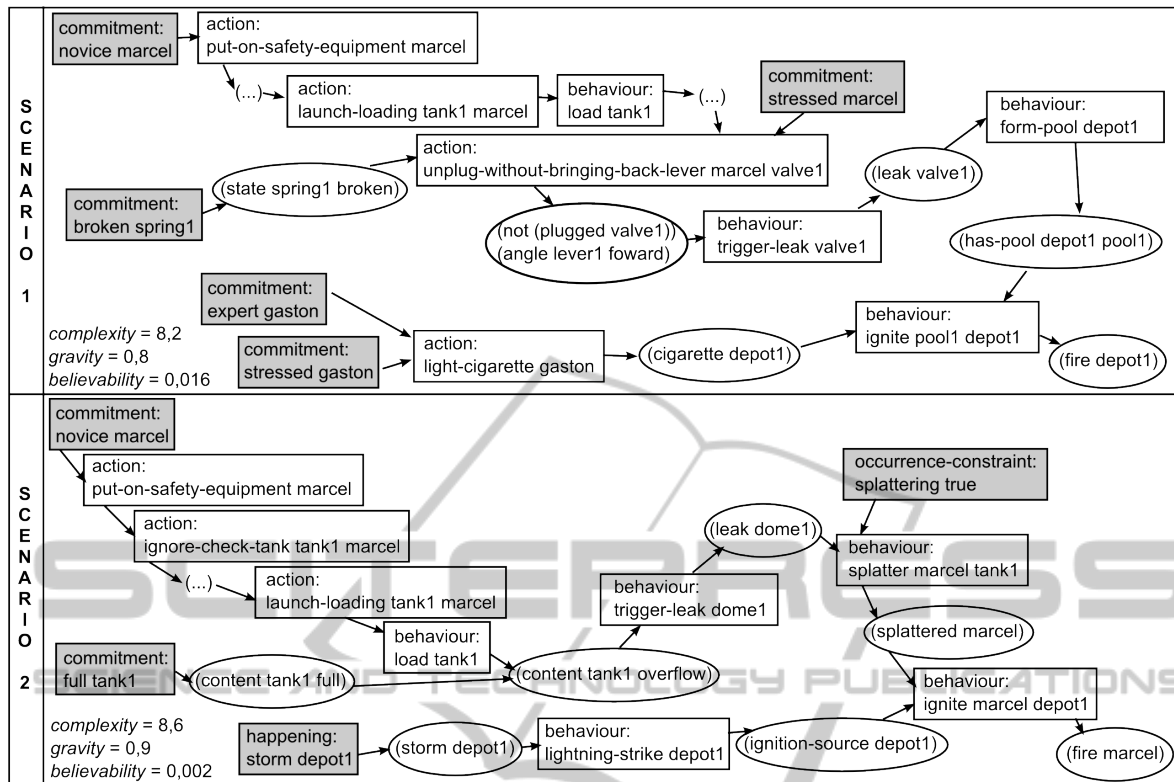 SCENARIO 1
commitment:
novice marcel
action:
put-on-safety-equipment marcel
(...)
action:
launch-loading tank1 marcel
behaviour:
load tank1
(...)
commitment:
stressed marcel
behaviour:
form-pool depot1
action:
unplug-without-bringing-back-lever marcel valve1
(leak valve1)
(state spring1 broken)
commitment:
broken spring1
(not (plugged valve1))
(angle lever1 foward)
behaviour:
trigger-leak valve1
(has-pool depot1 pool1)
commitment:
expert gaston
behaviour:
ignite pool1 depot1
complexity = 8,2
gravity = 0,8
believability = 0,016
commitment:
stressed gaston
action:
light-cigarette gaston
(cigarette depot1)
(fire depot1)
SCENARIO 2
commitment:
novice marcel
action:
put-on-safety-equipment marcel
occurrence-constraint:
splattering true
action:
ignore-check-tank tank1 marcel
(leak dome1)
behaviour:
splatter marcel tank1
(...)
action:
launch-loading tank1 marcel
behaviour:
trigger-leak dome1
behaviour:
load tank1
(splattered marcel)
commitment:
full tank1
(content tank1 full)
(content tank1 overflow)
behaviour:
ignite marcel depot1
complexity = 8,6
gravity = 0,9
believability = 0,002
happening:
storm depot1
(storm depot1)
behaviour:
lightning-strike depot1
(ignition-source depot1)
(fire marcel)
SCITEPRESS
SCIENCE AND TECHNOLOGY PUBLICATIONS